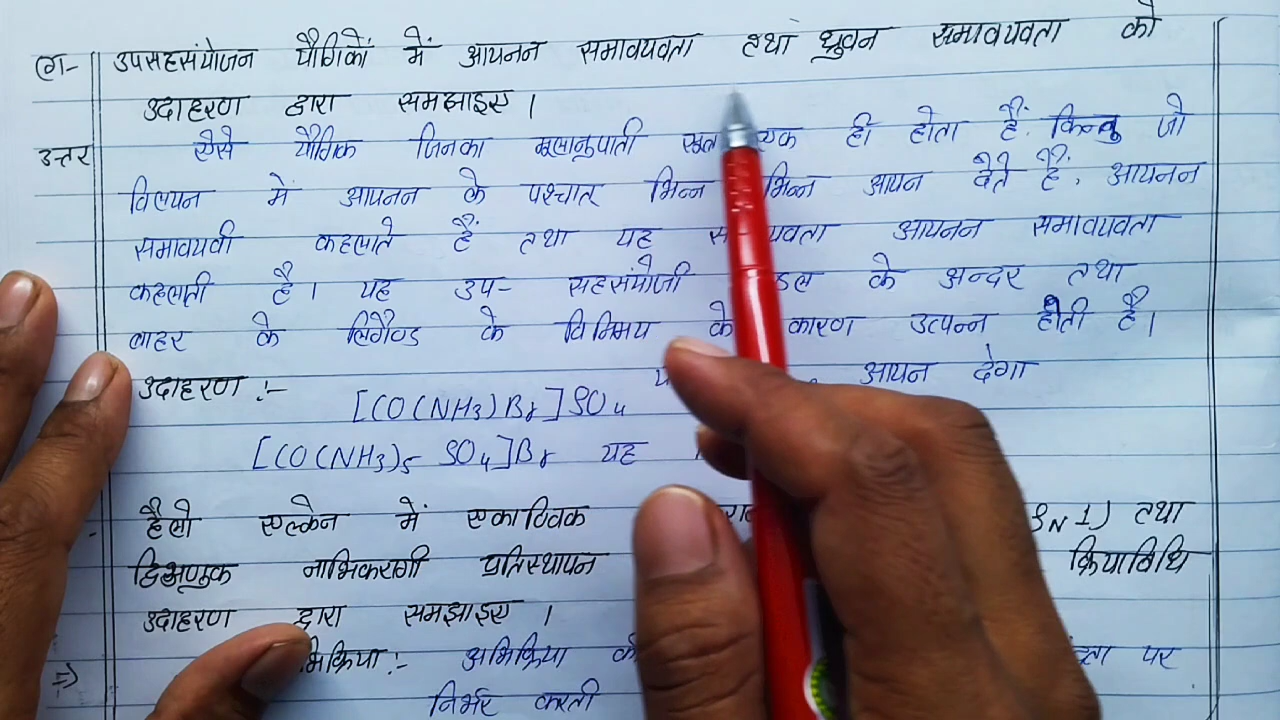 ग- उपसहसंयोजन यौगिकों में आयनन समावयवता तथा ध्रुवन समावयवता को
उदाहरण द्वारा समझाइए ।
उत्तर ऐसे यौगिक जिनका मूलानुपाती एक ही होता हैं. किन्तु जो
विलयन में आयनन के पश्चात भिन्न भिन्न आयन देते हैं, आयनन
समावयवी कहलाते हैं तथा यह आयनन समावयवता
कहलाती है। यह उप- सहसंयोजी के अन्दर तथा
बाहर के लिगैण्ड के विनिमय के कारण उत्पन्न होती है।
उदाहरण :-
[CO(NH3)Br]SO4 आयन देगा
[CO(NH3)5 SO4]Br यह
हैलो एल्केन में एकाण्विक SN1) तथा
द्विअणुक नाभिकरागी प्रतिस्थापन क्रियाविधि
उदाहरण द्वारा समझाइए ।
=> अभिक्रिया पर
निर्भर करती